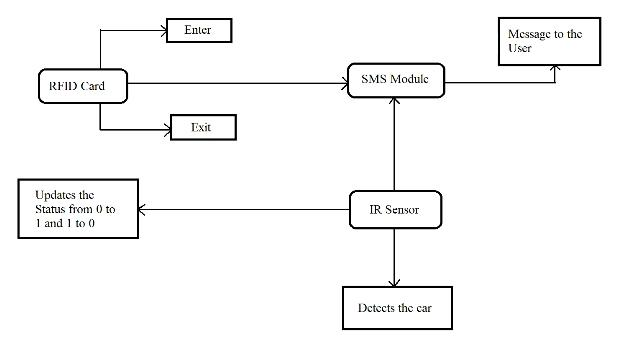 Enter
Message to the
User
RFID Card
SMS Module
Exit
Updates the
Status from 0 to
1 and 1 to 0
IR Sensor
Detects the car